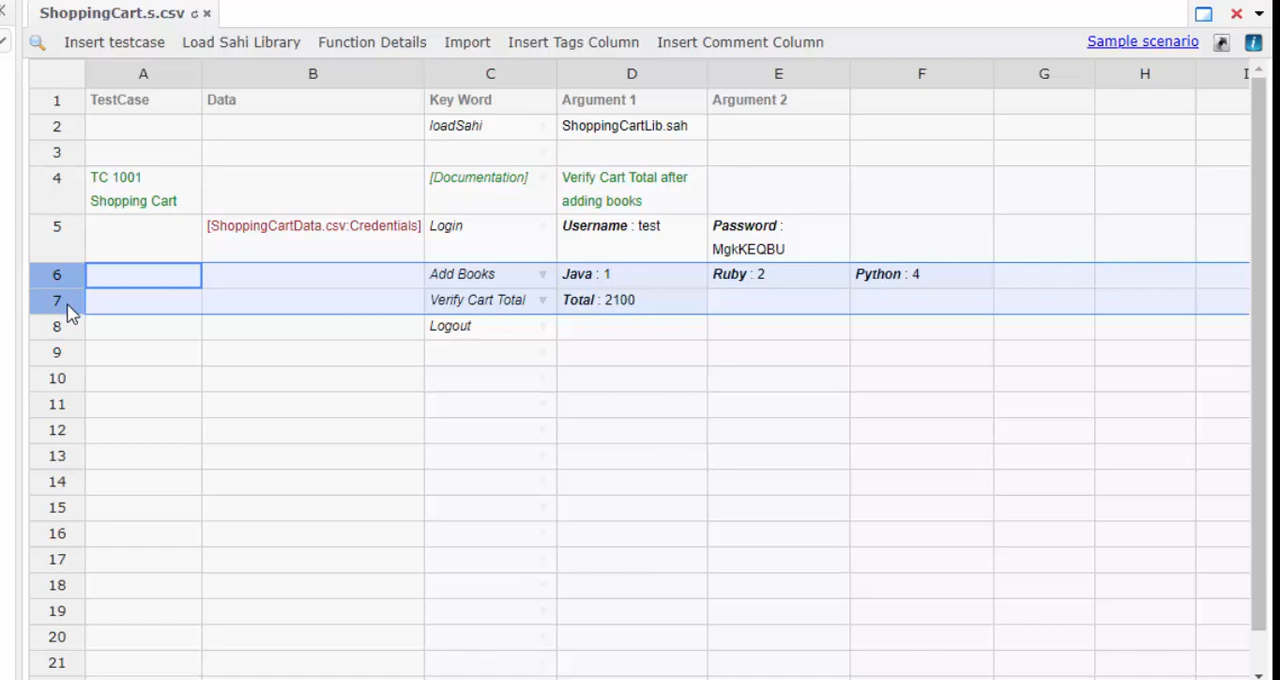 ShoppingCart.s.csv
Insert testcase Load Sahi Library Function Details Import Insert Tags Column Insert Comment Column Sample scenario
A B C D E F G H I
1 TestCase Data Key Word Argument 1 Argument 2
2 loadSahi ShoppingCartLib.sah
3
4 TC 1001 [Documentation] Verify Cart Total after
Shopping Cart adding books
5 [ShoppingCartData.csv:Credentials] Login Username : test Password :
MgkKEQBU
6 Add Books Java : 1 Ruby : 2 Python : 4
7 Verify Cart Total Total : 2100
8 Logout
9
10
11
12
13
14
15
16
17
18
19
20
21